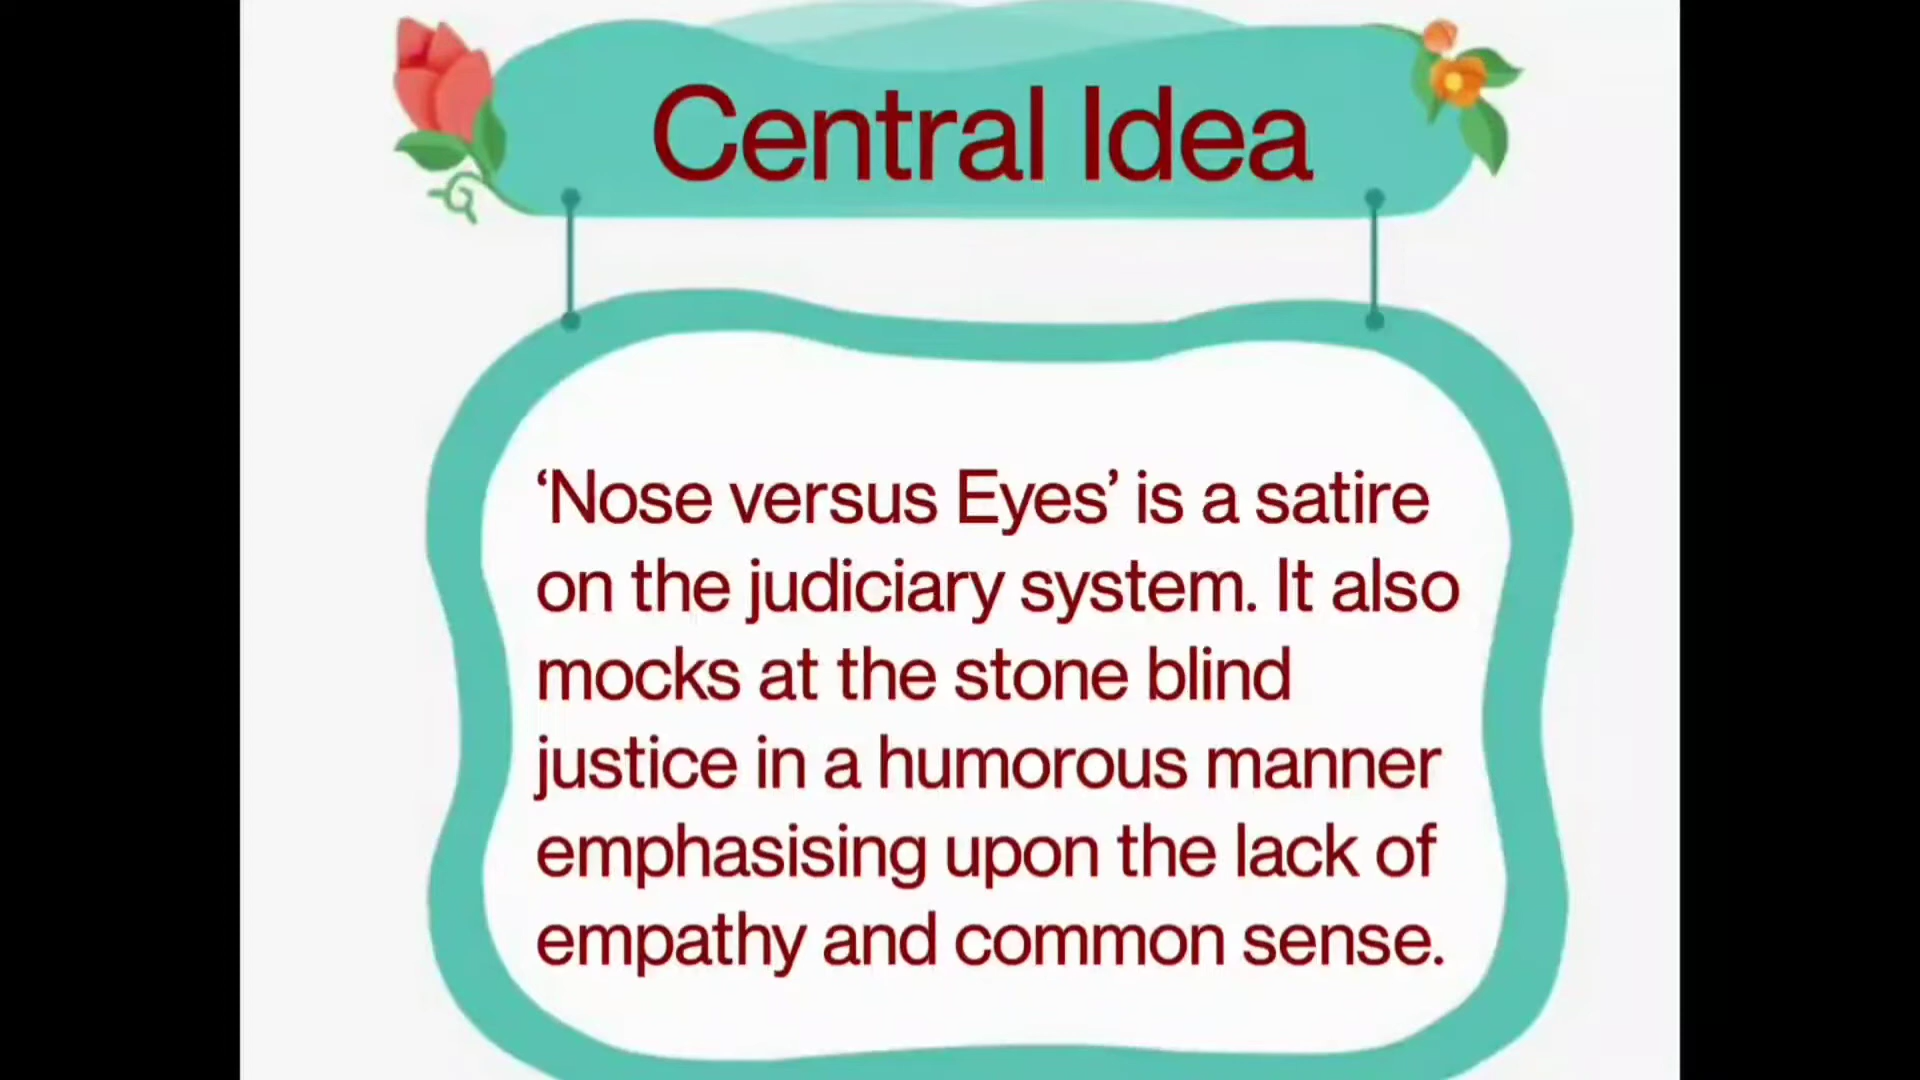 Central Idea
‘Nose versus Eyes’ is a satire
on the judiciary system. It also
mocks at the stone blind
justice in a humorous manner
emphasising upon the lack of
empathy and common sense.